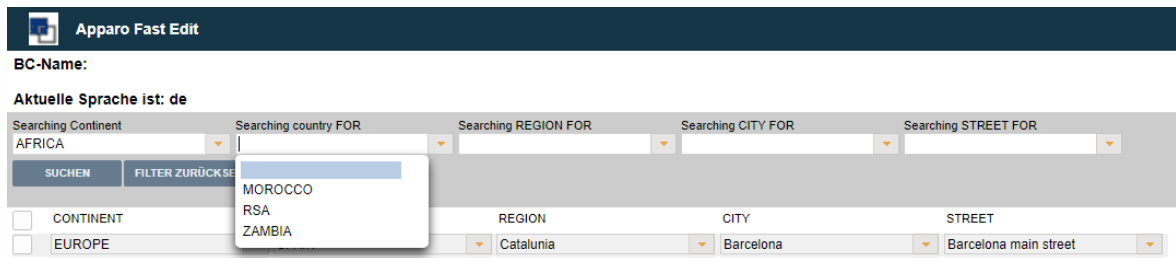 Apparo Fast Edit
BC-Name:
Aktuelle Sprache ist: de
Searching Continent Searching country FOR Searching REGION FOR Searching CITY FOR Searching STREET FOR
AFRICA
SUCHEN FILTER ZURÜCKSE
MOROCCO
RSA
ZAMBIA
CONTINENT REGION CITY STREET
EUROPE Catalunia Barcelona Barcelona main street